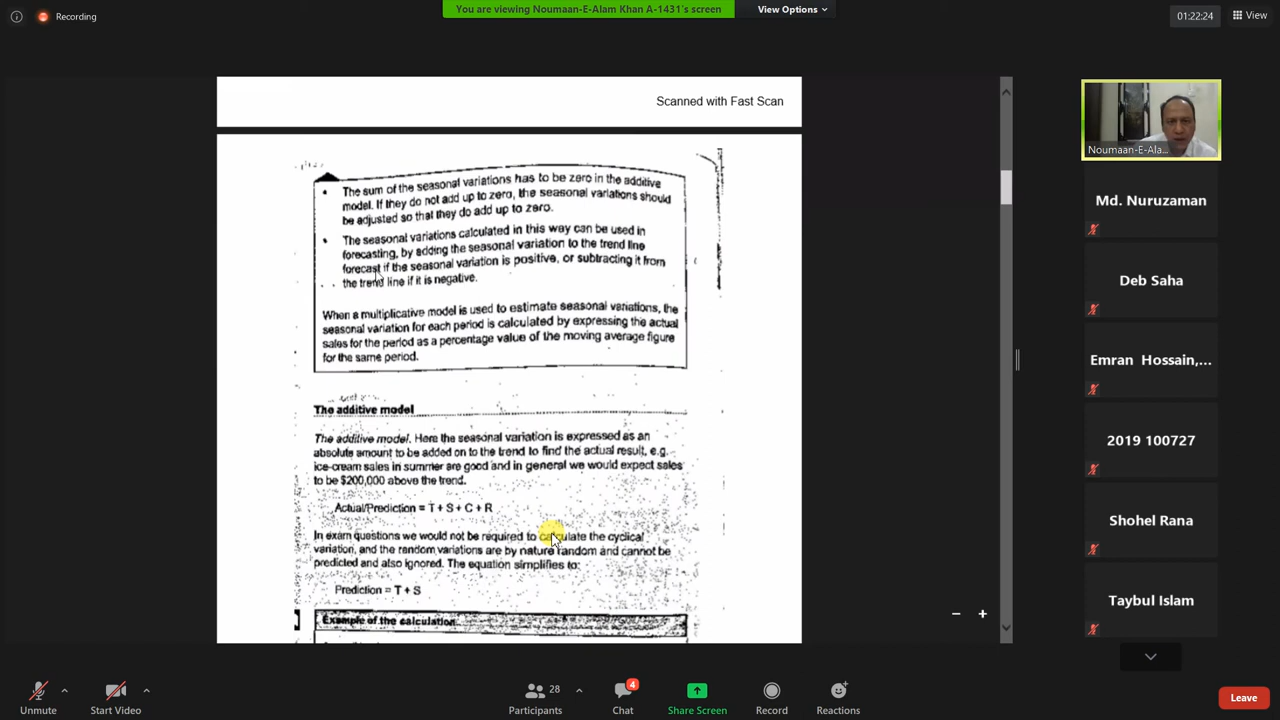 Recording
You are viewing Noumaan-E-Alam Khan A-1431's screen
View Options
01:22:24
View
Scanned with Fast Scan
• The sum of the seasonal variations has to be zero in the additive
model. If they do not add up to zero, the seasonal variations should
be adjusted so that they do add up to zero.
• The seasonal variations calculated in this way can be used in
forecasting, by adding the seasonal variation to the trend line
forecast if the seasonal variation is positive, or subtracting it from
the trend line if it is negative.
When a multiplicative model is used to estimate seasonal variations, the
seasonal variation for each period is calculated by expressing the actual
sales for the period as a percentage value of the moving average figure
for the same period.
The additive model
The additive model. Here the seasonal variation is expressed as an
absolute amount to be added on to the trend to find the actual result, e.g.
ice-cream sales in summer are good and in general we would expect sales
to be $200,000 above the trend.
Actual/Prediction = T + S + C + R
In exam questions we would not be required to calculate the cyclical
variation, and the random variations are by nature random and cannot be
predicted and also ignored. The equation simplifies to:
Prediction = T + S
Example of the calculation
Noumaan-E-Ala...
Md. Nuruzaman
Deb Saha
Emran Hossain,...
2019 100727
Shohel Rana
Taybul Islam
Unmute
Start Video
28
Participants
4
Chat
Share Screen
Record
Reactions
Leave